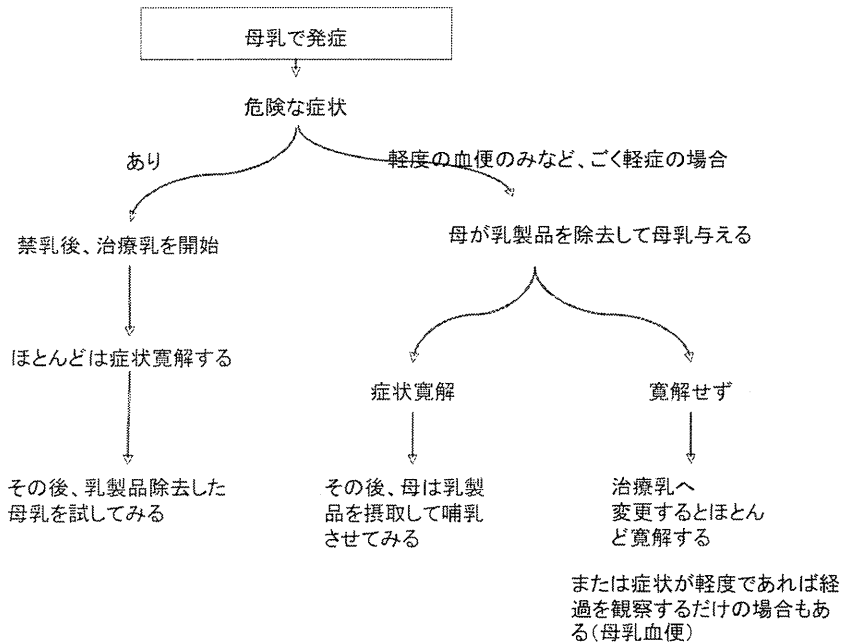 母乳で発症
危険な症状
あり
軽度の血便のみなど、ごく軽症の場合
禁乳後、治療乳を開始
母が乳製品を除去して母乳与える
ほとんどは症状寛解する
症状寛解
寛解せず
その後、乳製品除去した
母乳を試してみる
その後、母は乳製
品を摂取して哺乳
させてみる
治療乳へ
変更するとほとん
ど寛解する
または症状が軽度であれば経
過を観察するだけの場合もあ
る(母乳血便)